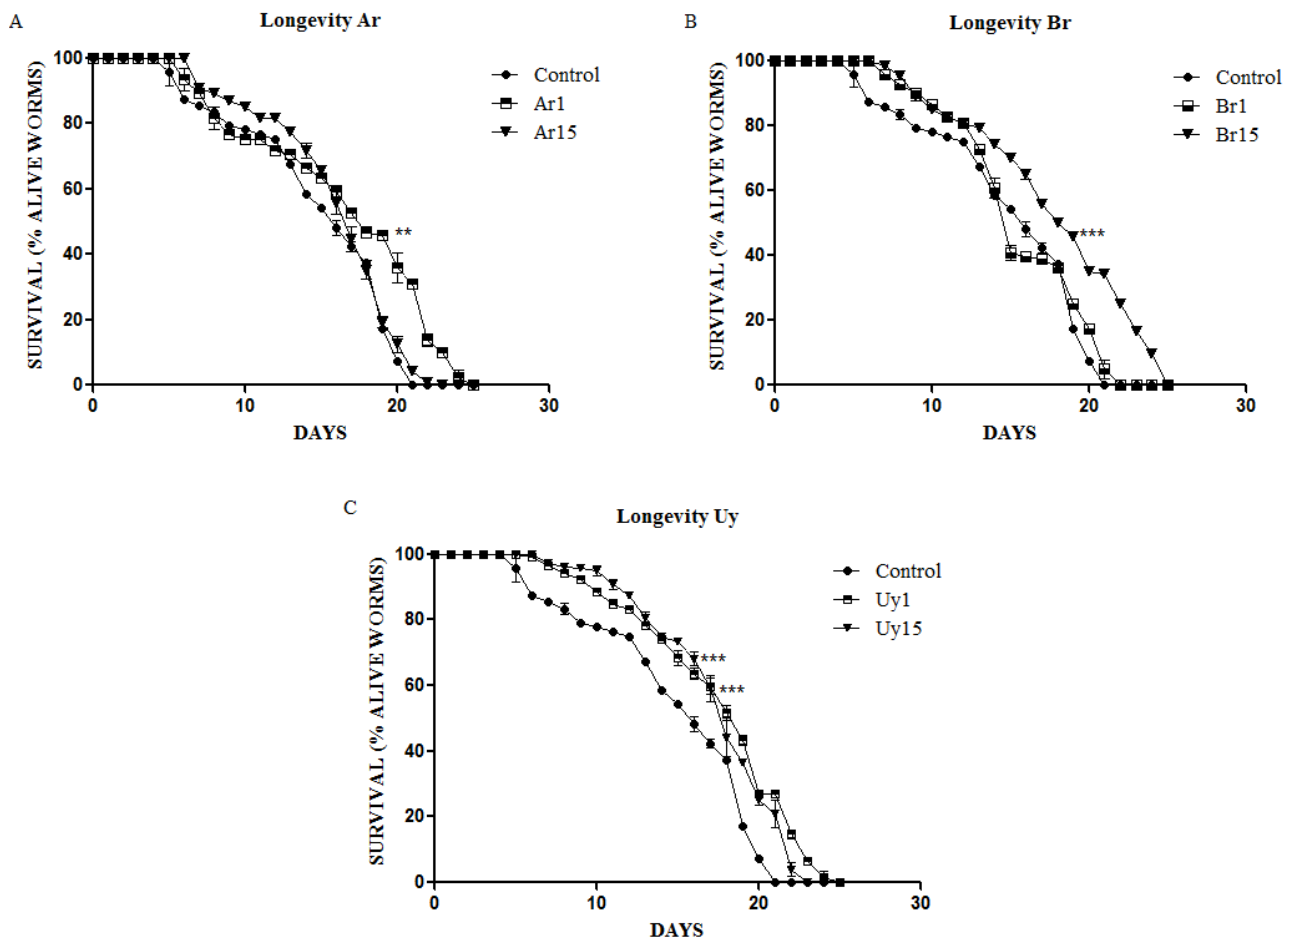 A
Longevity Ar
SURVIVAL (% ALIVE WORMS)
100
80
60
40
20
0
**
Control
Ar1
Ar15
0 10 20 30
DAYS
B
Longevity Br
SURVIVAL (% ALIVE WORMS)
100
80
60
40
20
0
***
Control
Br1
Br15
0 10 20 30
DAYS
C
Longevity Uy
SURVIVAL (% ALIVE WORMS)
100
80
60
40
20
0
***
***
Control
Uy1
Uy15
0 10 20 30
DAYS